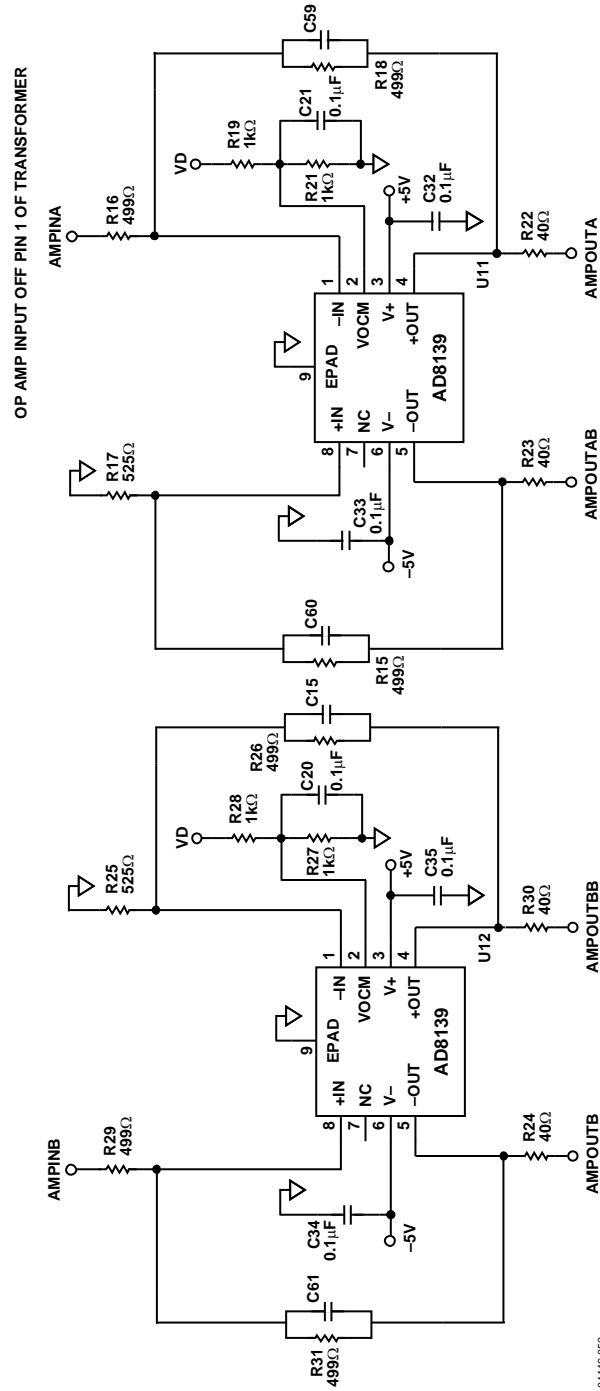 OP AMP INPUT OFF PIN 1 OF TRANSFORMER
AMPINA
R16
499Ω
VD
R19
1kΩ
R21
1kΩ
C21
0.1μF
C59
R18
499Ω
R17
525Ω
9
EPAD
+IN
–IN
8
1
NC
VOCM
7
2
V–
V+
6
3
–OUT
+OUT
5
4
AD8139
U11
+5V
C32
0.1μF
C33
0.1μF
–5V
C60
R15
499Ω
R22
40Ω
AMPOUTA
R23
40Ω
AMPOUTAB
AMPINB
R29
499Ω
R25
525Ω
VD
R28
1kΩ
R27
1kΩ
C20
0.1μF
R26
499Ω
C15
9
EPAD
+IN
–IN
8
1
NC
VOCM
7
2
V–
V+
6
3
–OUT
+OUT
5
4
AD8139
U12
+5V
C35
0.1μF
C34
0.1μF
–5V
C61
R31
499Ω
R30
40Ω
AMPOUTBB
R24
40Ω
AMPOUTB